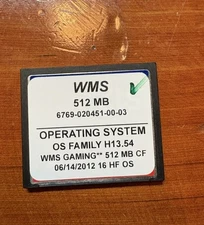 WMS
512 MB
6769-020451-00-03
OPERATING SYSTEM
OS FAMILY H13.54
WMS GAMING** 512 MB CF
06/14/2012 16 HF OS